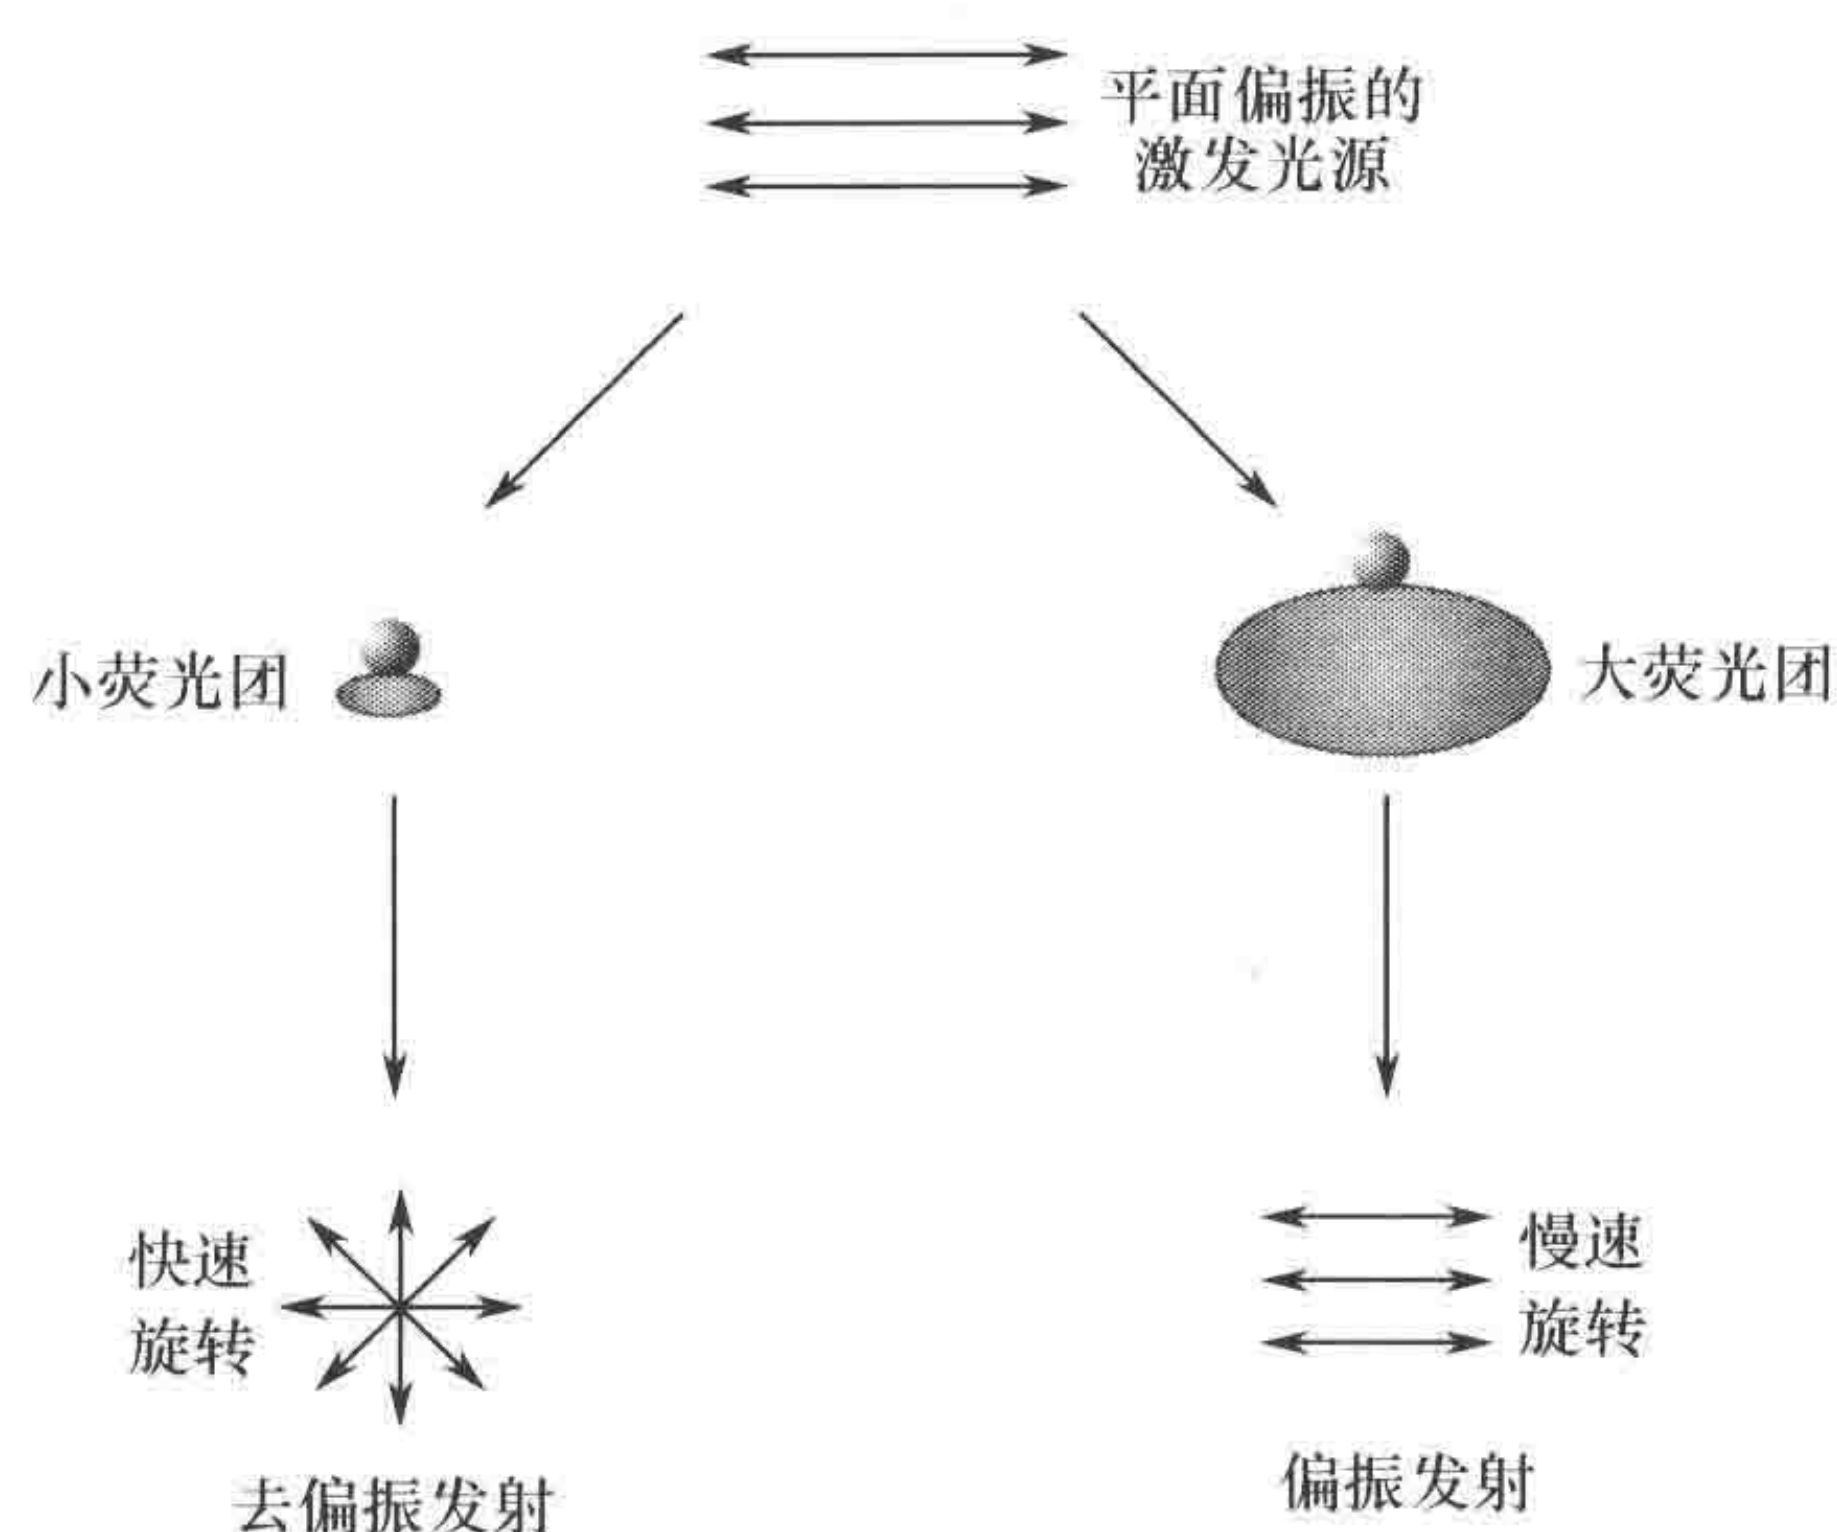 平面偏振的
激发光源
小荧光团
大荧光团
快速
旋转
慢速
旋转
去偏振发射
偏振发射